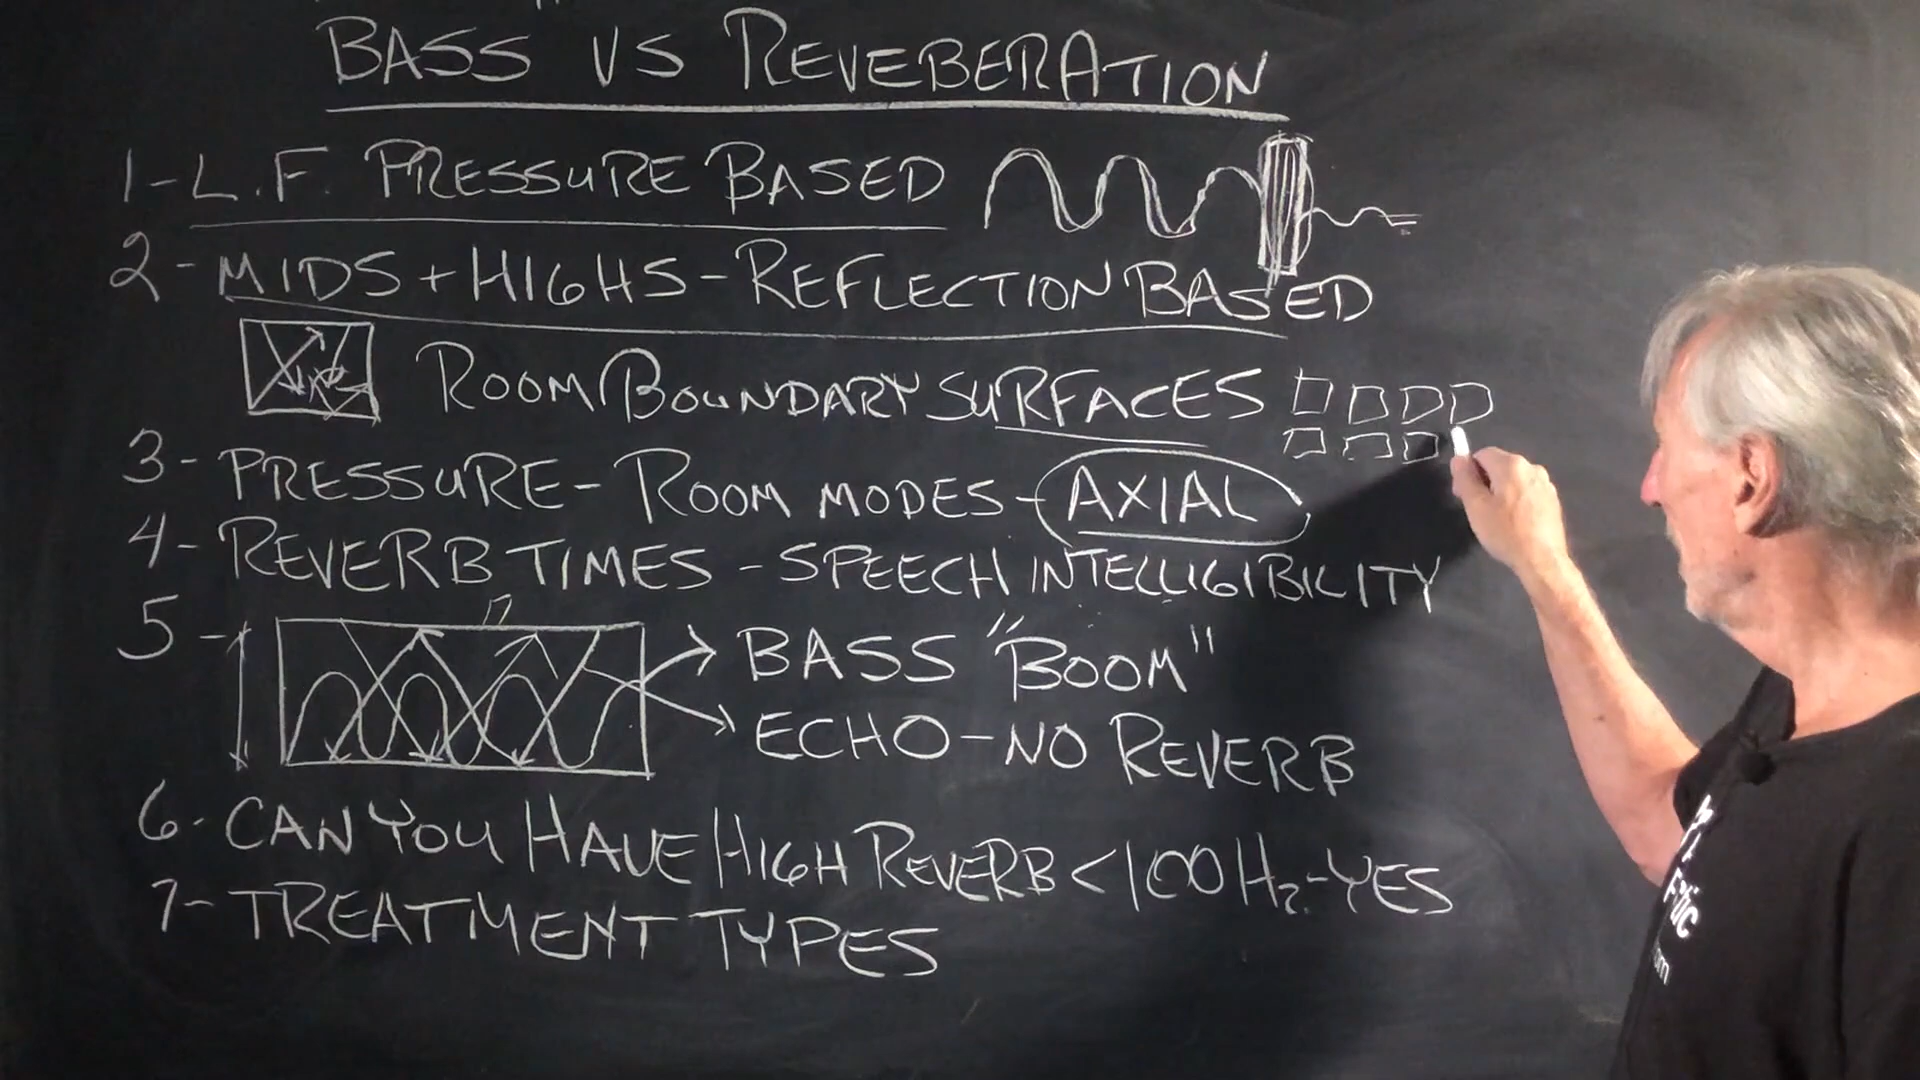 BASS VS REVEBERATION
1-L.F. PRESSURE BASED
2-MIDS+HIGHS-REFLECTION BASED
ROOM/BOUNDARY SURFACES
3-PRESSURE-ROOM MODES-AXIAL
4-REVERB TIMES-SPEECH INTELLIGIBILITY
5-
BASS "BOOM"
ECHO-NO REVERB
6-CAN YOU HAVE HIGH REVERB<100HZ-YES
7-TREATMENT TYPES